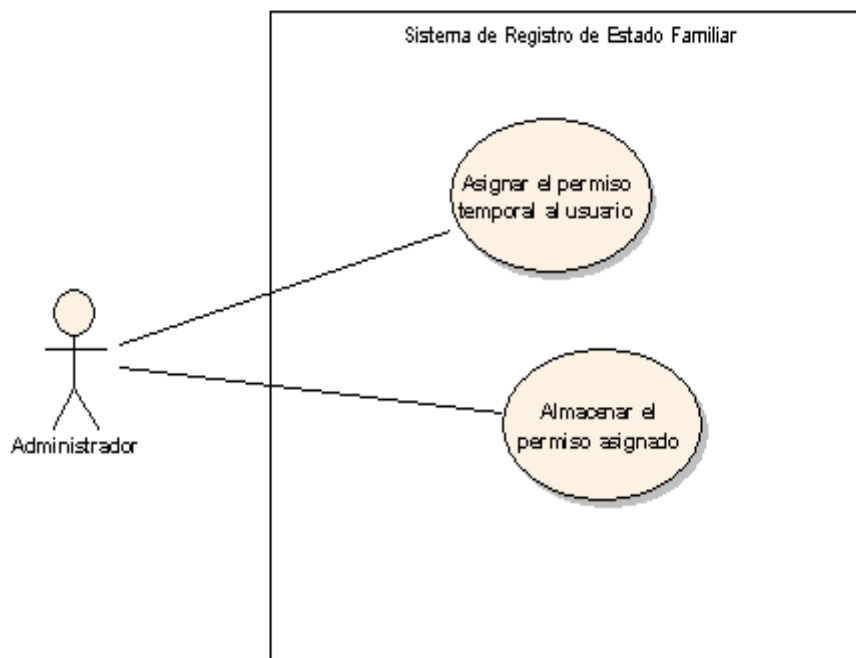 Sistema de Registro de Estado Familiar
Asignar el permiso
temporal al usuario
Almacenar el
permiso asignado
Administrador